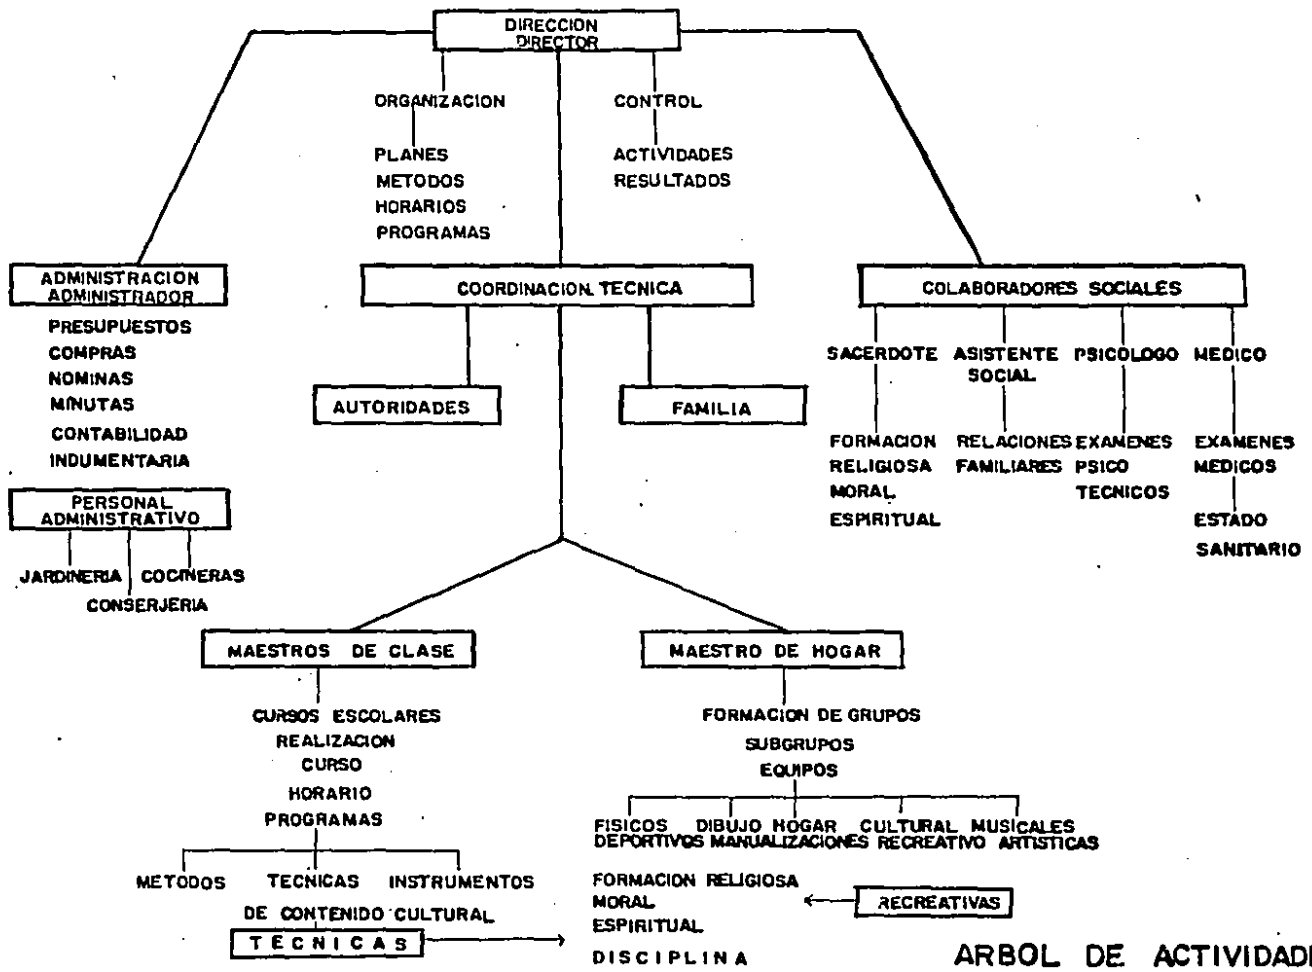 DIRECCION
DIRECTOR
ORGANIZACION
PLANES
METODOS
HORARIOS
PROGRAMAS
CONTROL
ACTIVIDADES
RESULTADOS
ADMINISTRACION
ADMINISTRADOR
PRESUPUESTOS
COMPRAS
NOMINAS
MINUTAS
CONTABILIDAD
INDUMENTARIA
PERSONAL
ADMINISTRATIVO
JARDINERIA COCINERAS
CONSERJERIA
COORDINACION TECNICA
AUTORIDADES
FAMILIA
COLABORADORES SOCIALES
SACERDOTE
FORMACION
RELIGIOSA
MORAL
ESPIRITUAL
ASISTENTE
SOCIAL
RELACIONES
FAMILIARES
PSICOLOGO
EXAMENES
PSICO
TECNICOS
MEDICO
EXAMENES
MEDICOS
ESTADO
SANITARIO
MAESTROS DE CLASE
CURSOS ESCOLARES
REALIZACION
CURSO
HORARIO
PROGRAMAS
METODOS TECNICAS INSTRUMENTOS
DE CONTENIDO CULTURAL
TECNICAS
MAESTRO DE HOGAR
FORMACION DE GRUPOS
SUBGRUPOS
EQUIPOS
FISICOS DIBUJO HOGAR CULTURAL MUSICALES
DEPORTIVOS MANUALIZACIONES RECREATIVO ARTISTICAS
FORMACION RELIGIOSA
MORAL
ESPIRITUAL
DISCIPLINA
RECREATIVAS
ARBOL DE ACTIVIDADE